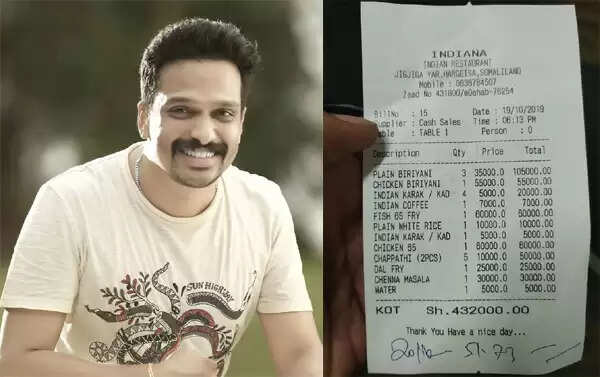 SUN HIGH
INDIANA
INDIAN RESTAURANT
JIGJIGA YAR,HARGEISA,SOMALILAND
Mobile : 0636784507
Zaad No 431800/eDahab-76254
BillNo : 15 Date : 19/10/2019
Supplier : Cash Sales Time : 06:13 PM
Table : TABLE 1 Person : 0
Description Qty Price Total
PLAIN BIRIYANI 3 35000.0 105000.00
CHICKEN BIRIYANI 1 55000.0 55000.00
INDIAN KARAK / KAD 4 5000.0 20000.00
INDIAN COFFEE 1 7000.0 7000.00
FISH 65 FRY 1 60000.0 60000.00
PLAIN WHITE RICE 1 10000.0 10000.00
INDIAN KARAK / KAD 1 5000.0 5000.00
CHICKEN 65 1 60000.0 60000.00
CHAPPATHI (2PCS) 5 10000.0 50000.00
DAL FRY 1 25000.0 25000.00
CHENNA MASALA 1 30000.0 30000.00
WATER 1 5000.0 5000.00
KOT Sh.432000.00
Thank You Have a nice day...